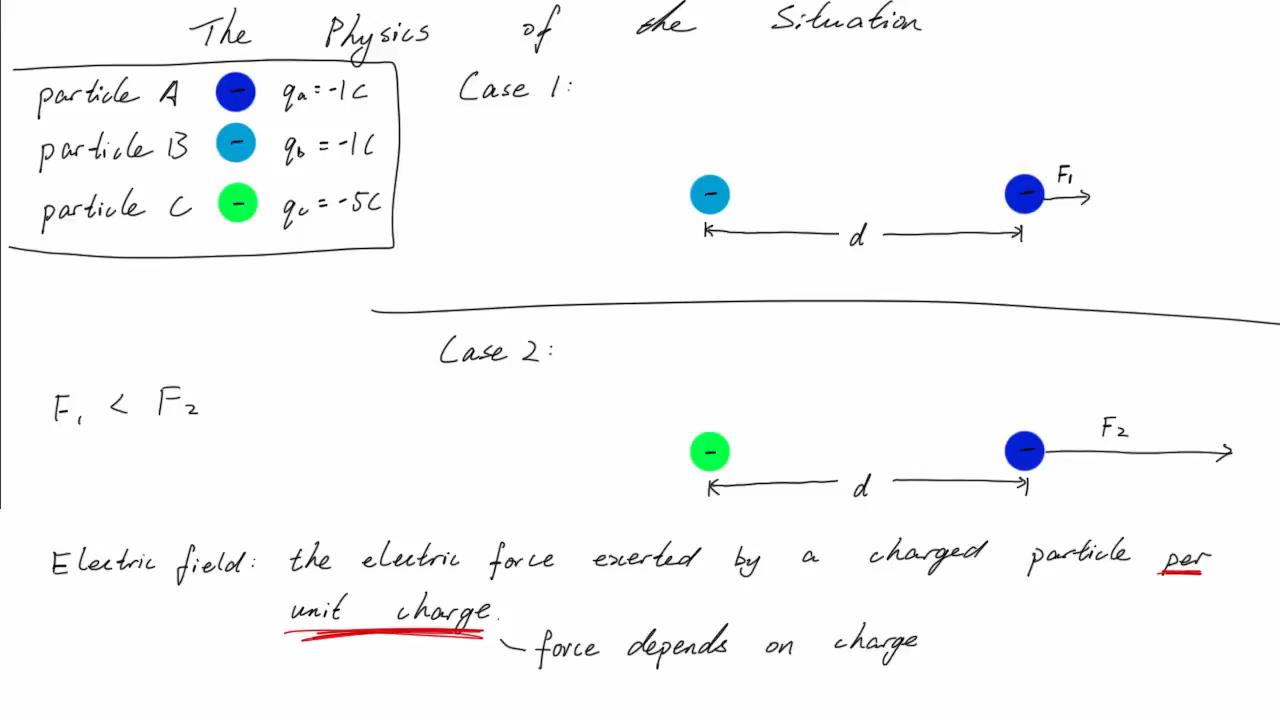 The Physics of the Situation
particle A - qa = -1C
particle B - qb = -1C
particle C - qc = -5C
Case 1:
- -
F1
d
Case 2:
F1 < F2
- -
F2
d
Electric field: the electric force exerted by a charged particle per
unit charge.
force depends on charge